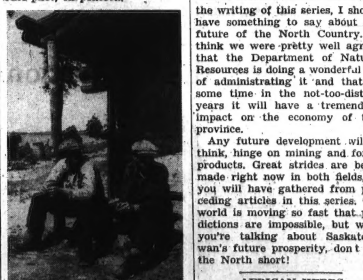 the writing of this series, I sho
have something to say about
future of the North Country.
think we were pretty well agr
that the Department of Natu
Resources is doing a wonderful
of administrating it and that
some time in the not-too-dist
years it will have a tremend
impact on the economy of
province.
Any future development will
think, hinge on mining and fo
products. Great strides are be
made right now in both fields,
you will have gathered from
ceding articles in this series.
world is moving so fast that
dictions are impossible, but w
you're talking about Saskat
wan's future prosperity, don't
the North short!